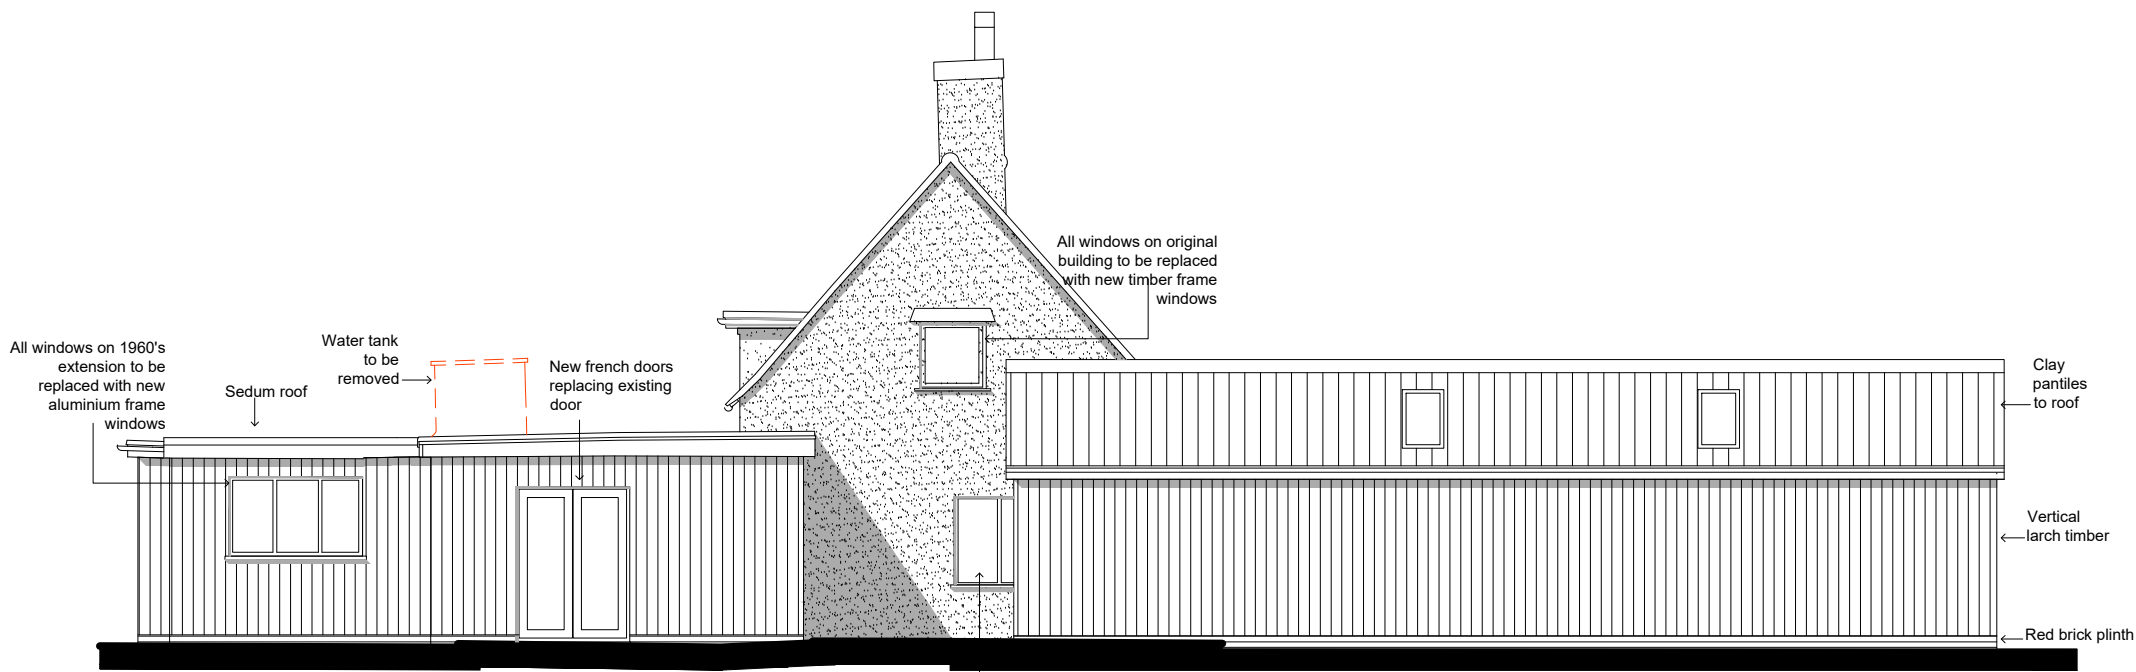 All windows on original
building to be replaced
with new timber frame
windows
All windows on 1960's
extension to be
replaced with new
aluminium frame
windows
Sedum roof
Water tank
to be
removed
New french doors
replacing existing
door
Clay
pantiles
to roof
Vertical
larch timber
Red brick plinth